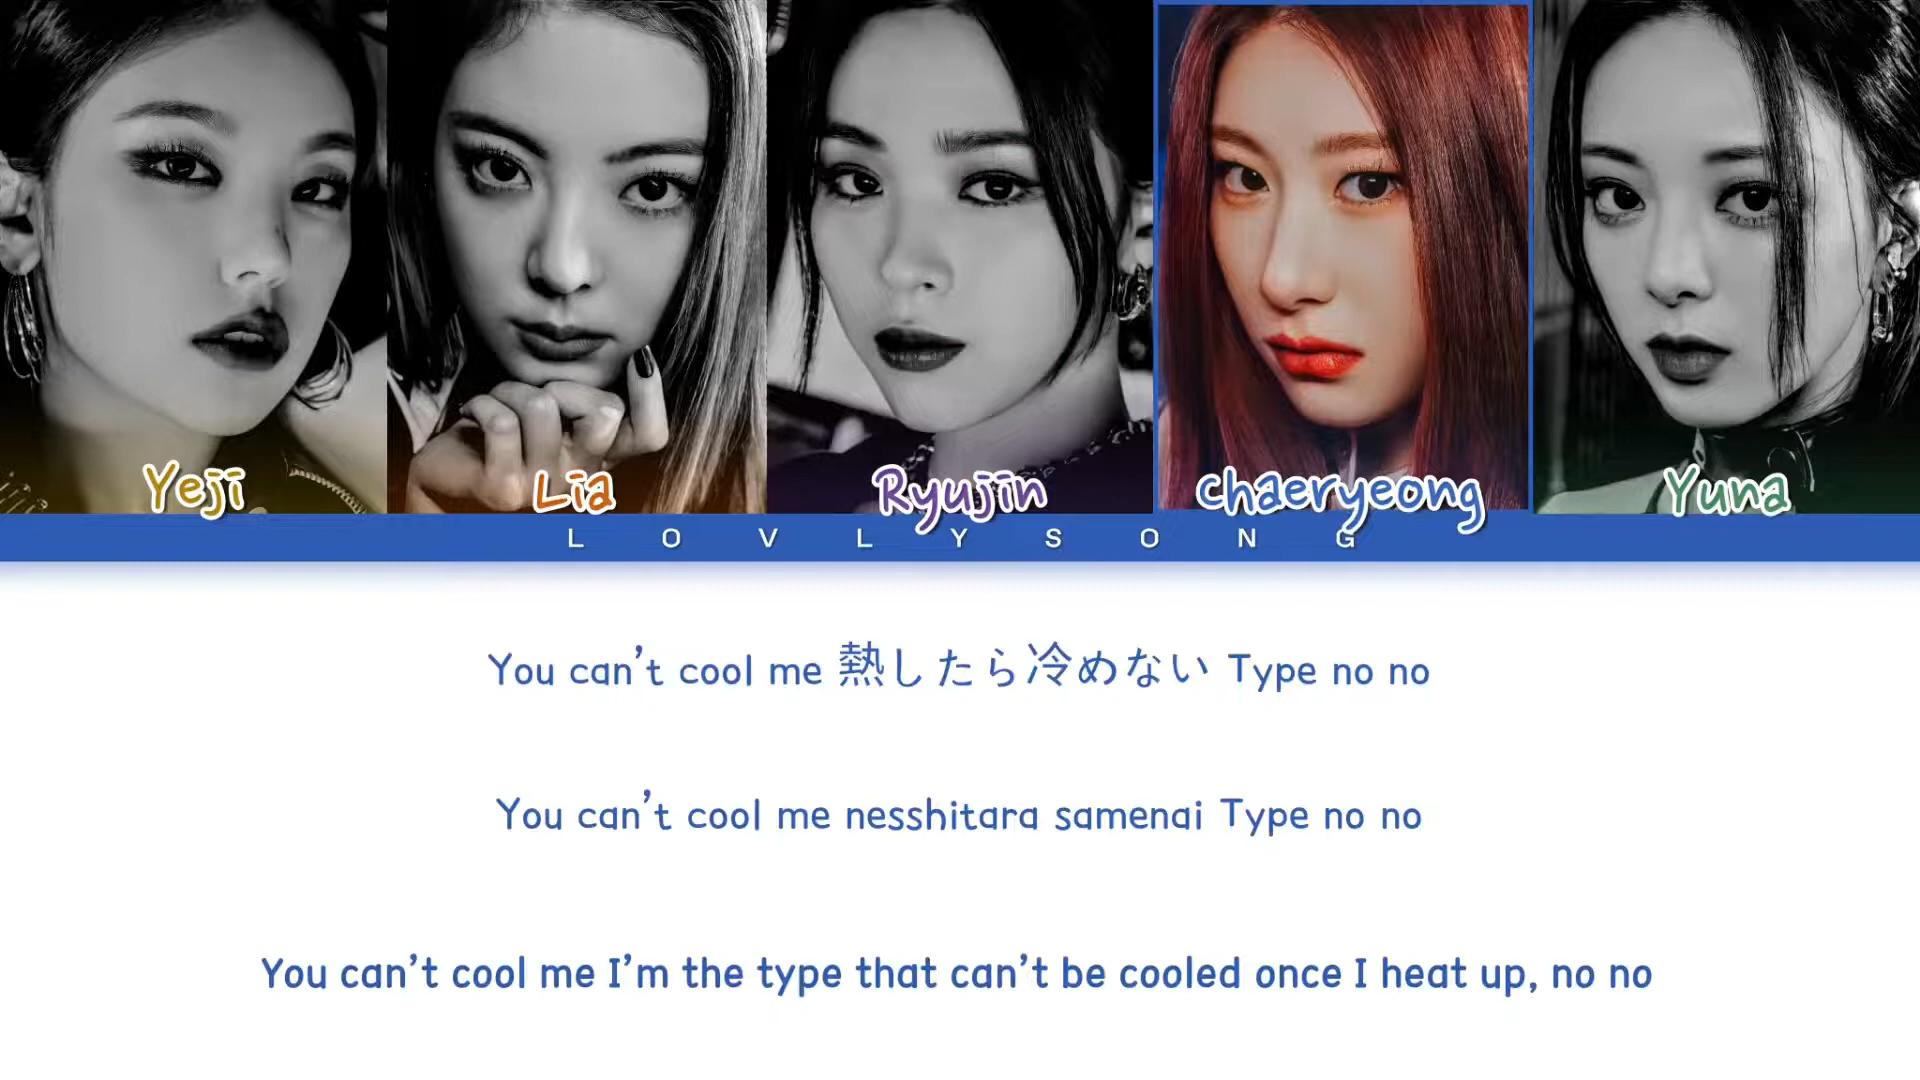 Yeji Lia Ryujin chaeryeong Yuna
LOVLYSONG
You can't cool me 熱したら冷めない Type no no
You can't cool me nesshitara samenai Type no no
You can't cool me I'm the type that can't be cooled once I heat up, no no